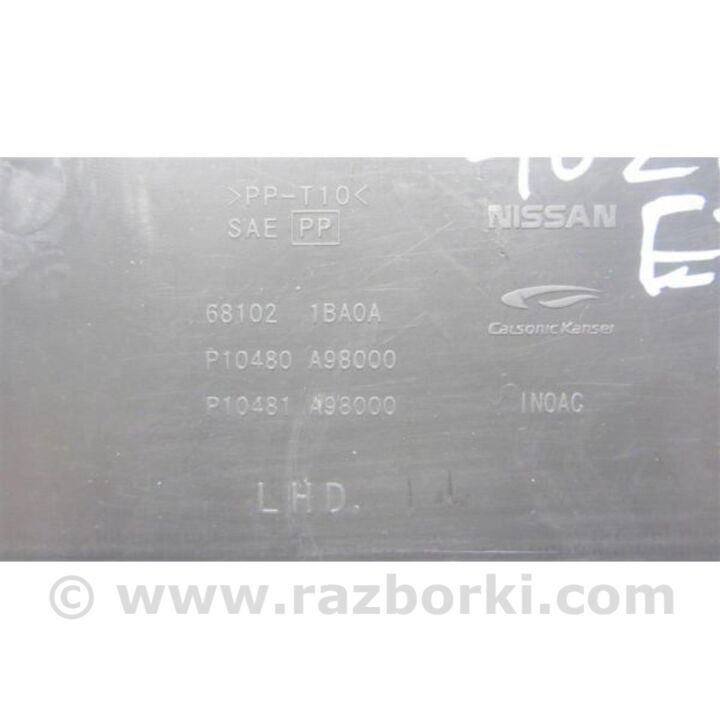 >PP-T10<
SAE PP
NISSAN
68102 1BA0A
Calsonic Kansei
P10480 A98000
P10481 A98000
INOAC
LHD.
© www.razborki.com